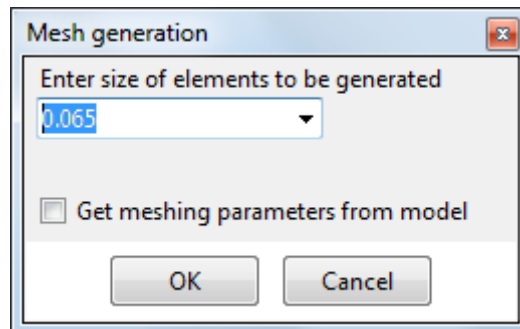 Mesh generation
Enter size of elements to be generated
0.065
Get meshing parameters from model
OK Cancel